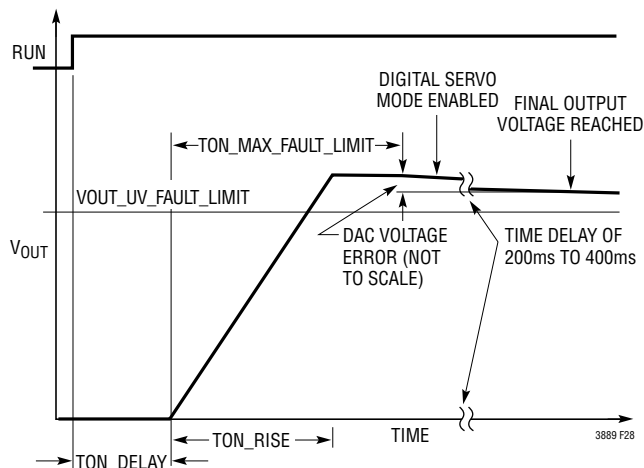 RUN
DIGITAL SERVO
MODE ENABLED
FINAL OUTPUT
VOLTAGE REACHED
TON_MAX_FAULT_LIMIT
VOUT_UV_FAULT_LIMIT
VOUT
DAC VOLTAGE
ERROR (NOT
TO SCALE)
TIME DELAY OF
200ms TO 400ms
TON_RISE
TIME
3889 F28
TON_DELAY